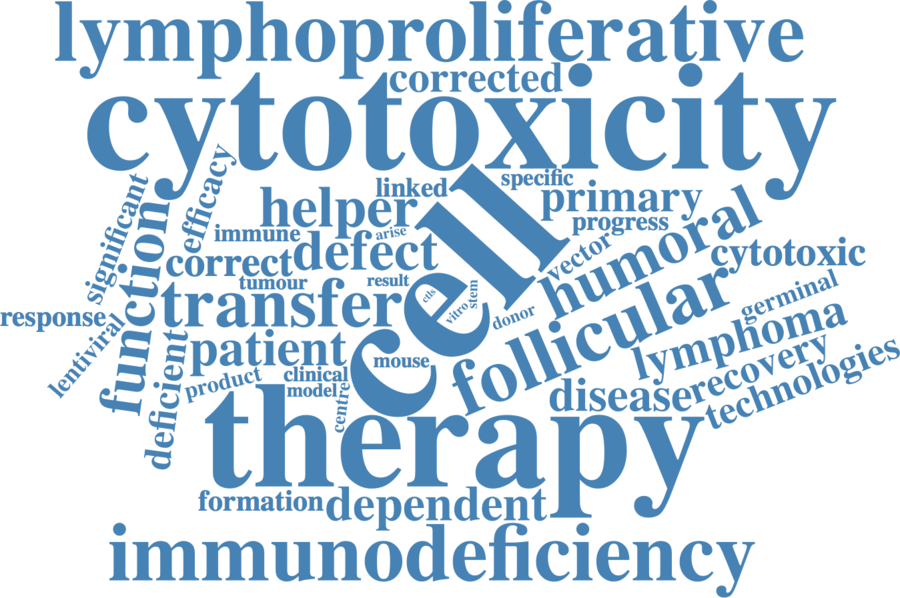 lymphoproliferative
corrected
cytotoxicity
specific
linked
cell
primary
helper
progress
significant
efficacy
function
immune
arise
defect
humoral
vector
cytotoxic
correct
tumour
result
ctls
stem
vitro
donor
transfer
response
lentiviral
follicular
germinal
lymphoma
patient
mouse
recovery
deficient
product
clinical
model
centre
disease
technologies
therapy
formation
dependent
immunodeficiency